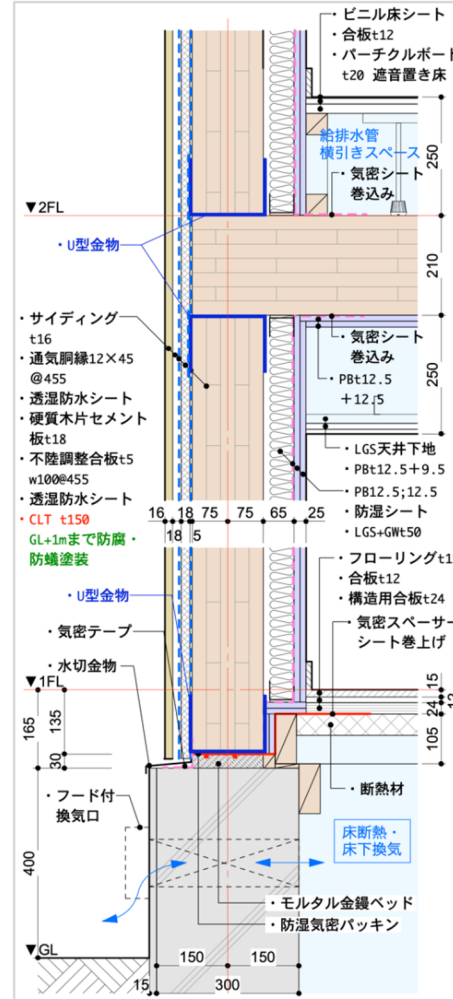 ・ビニル床シート
・合板t12
・パーチクルボード
t20 遮音置き床
給排水管
横引きスペース
250
・気密シート
巻込み
▼2FL
・U型金物
210
・サイディング
t16
・通気胴縁12×45
@455
・透湿防水シート
・硬質木片セメント
板t18
・不陸調整合板t5
w100@455
・透湿防水シート
・CLT t150
GL+1mまで防腐・
防蟻塗装
・気密シート
巻込み
・PBt12.5
+12.5
250
・LGS天井下地
・PBt12.5+9.5
・PB12.5;12.5
・防湿シート
・LGS+GWt50
16 18 75 75 65 25
18 5
・フローリングt15
・合板t12
・構造用合板t24
・気密スペーサー
シート巻上げ
・U型金物
・気密テープ
・水切金物
▼1FL
165
135
30
15
24
105
・断熱材
・フード付
換気口
床断熱・
床下換気
400
・モルタル金鏝ベッド
・防湿気密パッキン
▼GL
150 150
15 300